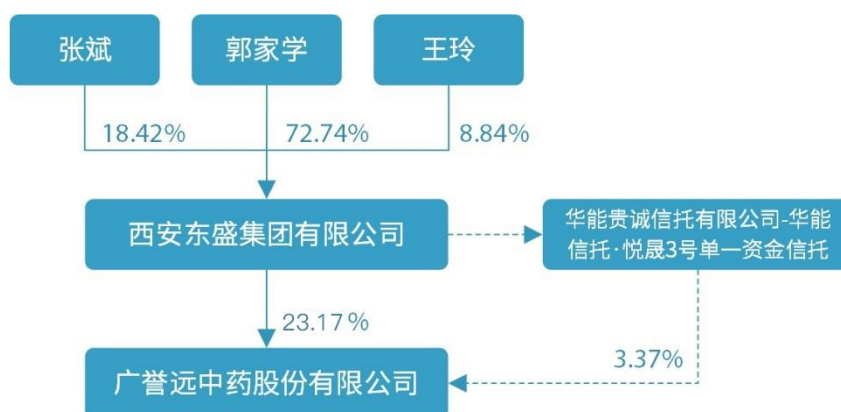 张斌
郭家学
王玲
18.42%
72.74%
8.84%
西安东盛集团有限公司
华能贵诚信托有限公司-华能
信托·悦晟3号单一资金信托
23.17%
3.37%
广誉远中药股份有限公司